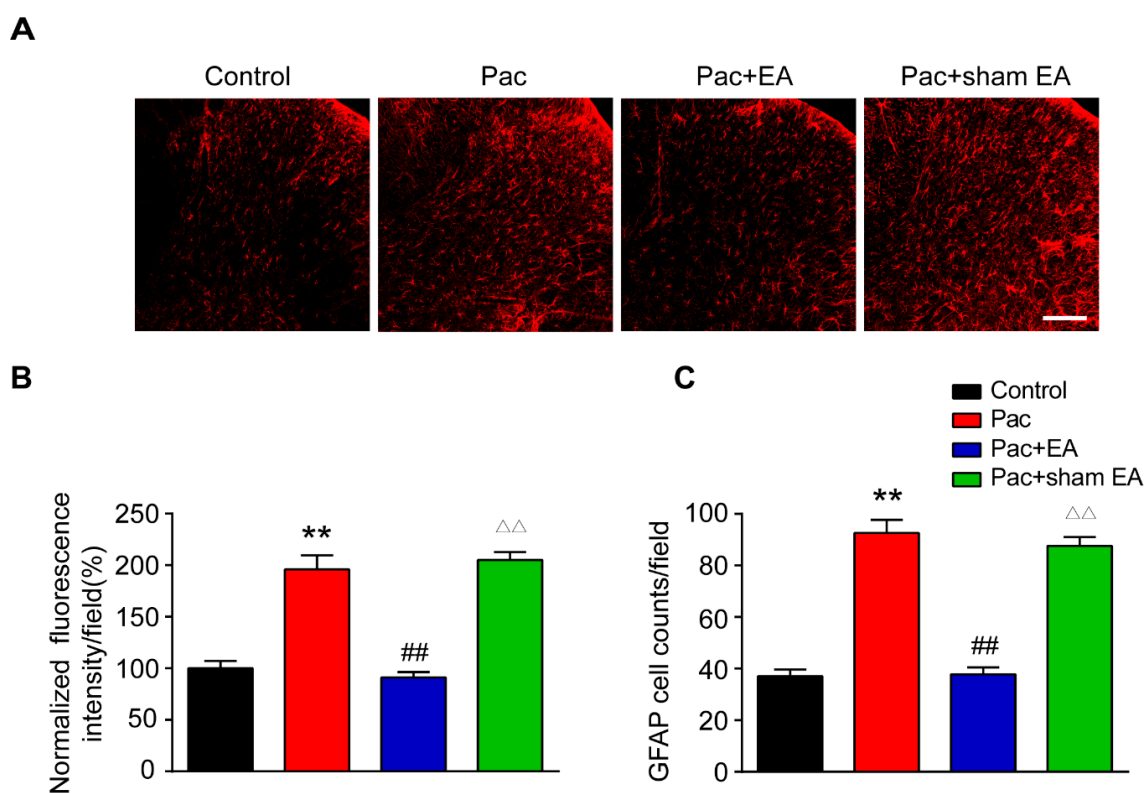 A
Control Pac Pac+EA Pac+sham EA
B
Normalized fluorescence
intensity/field(%)
250
200
150
100
50
0
**
##
△△
C
Control
Pac
Pac+EA
Pac+sham EA
GFAP cell counts/field
100
80
60
40
20
0
**
##
△△